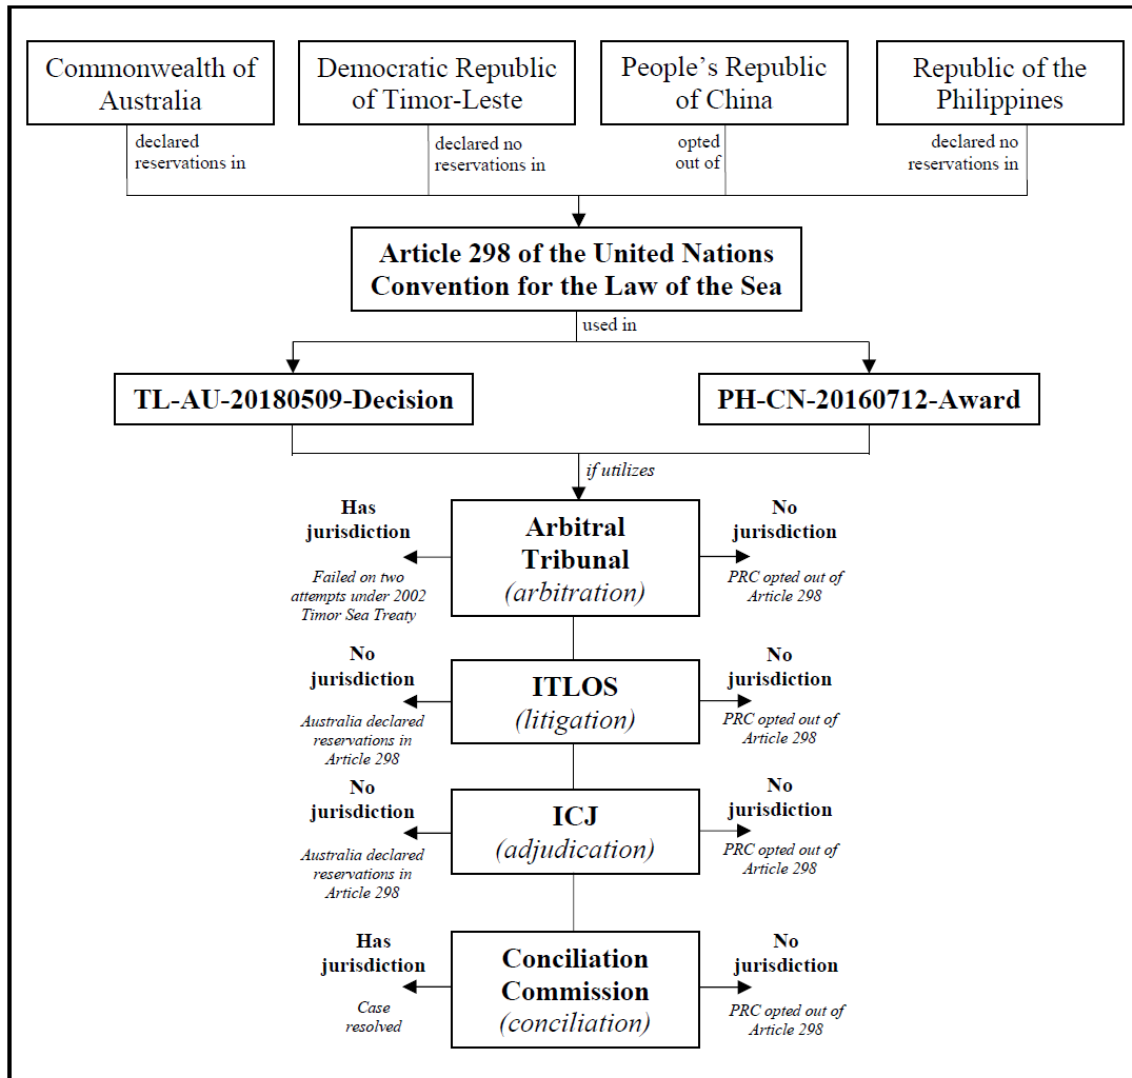 Commonwealth of
Australia
Democratic Republic
of Timor-Leste
People's Republic
of China
Republic of the
Philippines
declared
reservations in
declared no
reservations in
opted
out of
declared no
reservations in
Article 298 of the United Nations
Convention for the Law of the Sea
used in
TL-AU-20180509-Decision
PH-CN-20160712-Award
if utilizes
Has
jurisdiction
Failed on two
attempts under 2002
Timor Sea Treaty
Arbitral
Tribunal
(arbitration)
No
jurisdiction
PRC opted out of
Article 298
No
jurisdiction
Australia declared
reservations in
Article 298
ITLOS
(litigation)
No
jurisdiction
PRC opted out of
Article 298
No
jurisdiction
Australia declared
reservations in
Article 298
ICJ
(adjudication)
No
jurisdiction
PRC opted out of
Article 298
Has
jurisdiction
Case
resolved
Conciliation
Commission
(conciliation)
No
jurisdiction
PRC opted out of
Article 298